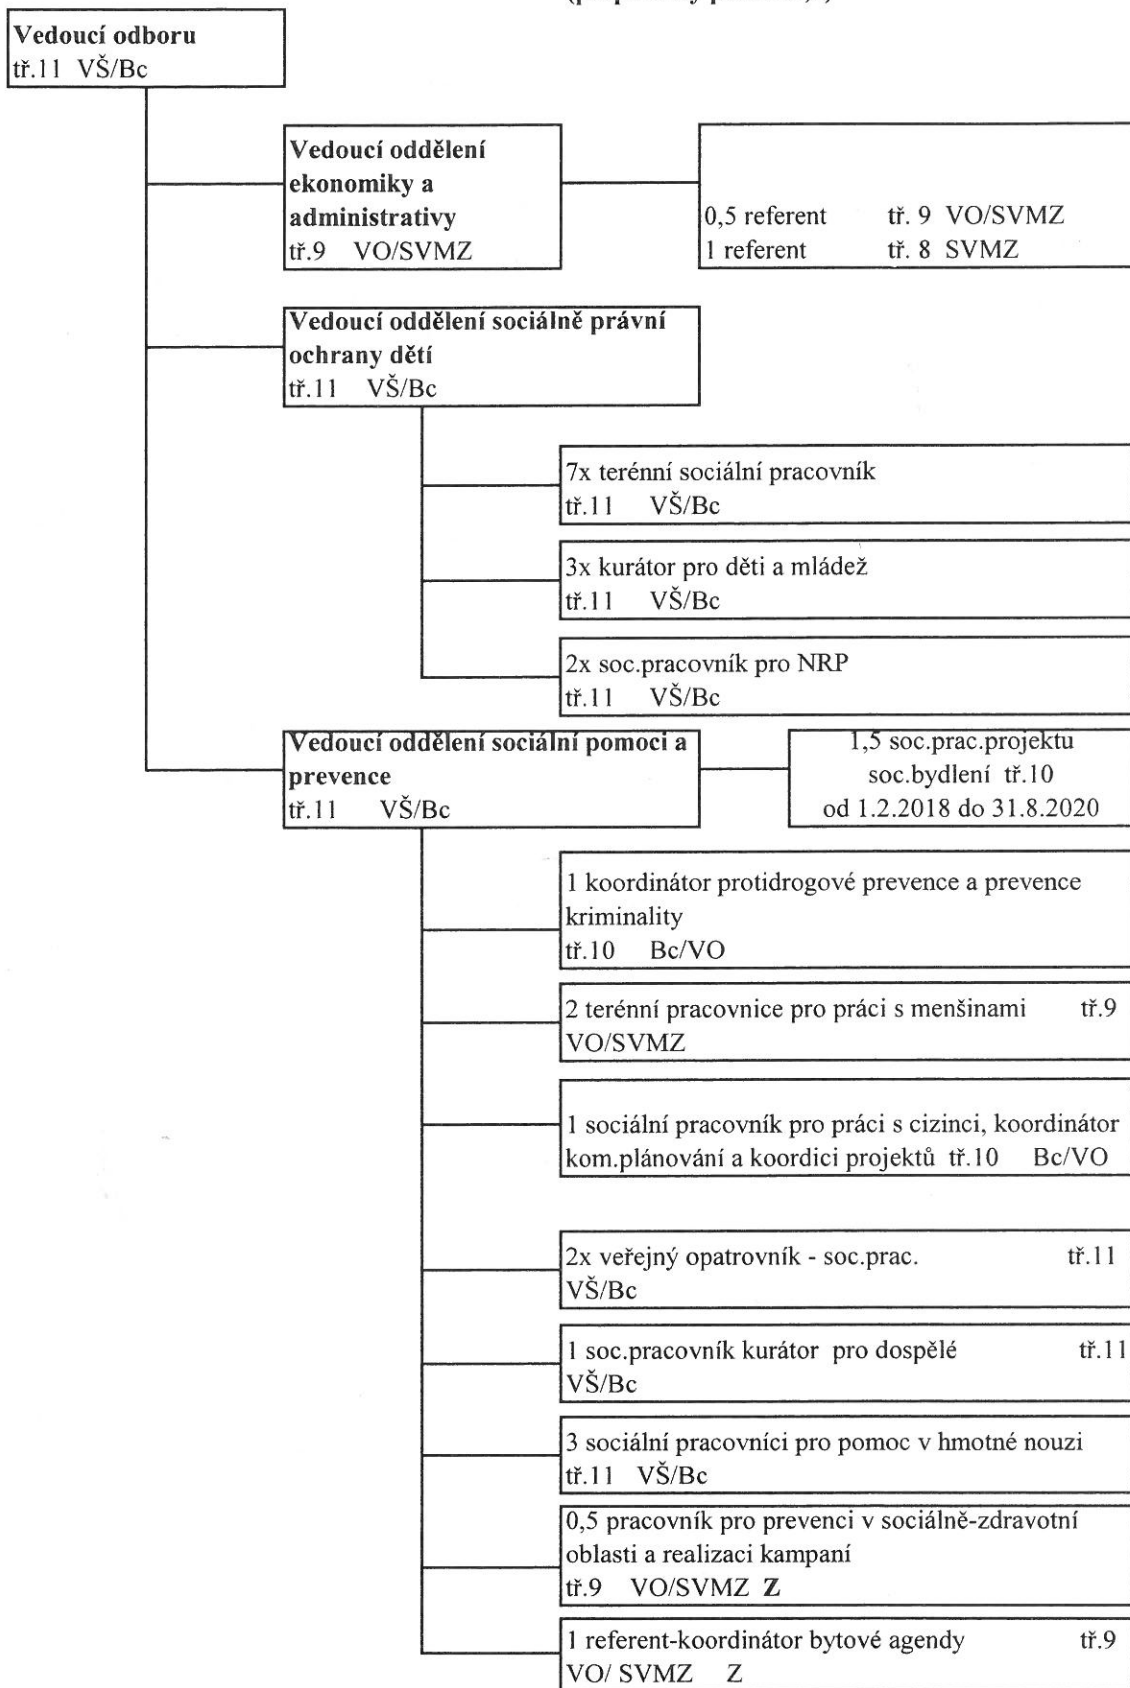 Vedoucí odboru
tř.11 VŠ/Bc
Vedoucí oddělení
ekonomiky a
administrativy
tř.9 VO/SVMZ
0,5 referent tř. 9 VO/SVMZ
1 referent tř. 8 SVMZ
Vedoucí oddělení sociálně právní
ochrany dětí
tř.11 VŠ/Bc
7x terénní sociální pracovník
tř.11 VŠ/Bc
3x kurátor pro děti a mládež
tř.11 VŠ/Bc
2x soc.pracovník pro NRP
tř.11 VŠ/Bc
Vedoucí oddělení sociální pomoci a
prevence
tř.11 VŠ/Bc
1,5 soc.prac.projektu
soc.bydlení tř.10
od 1.2.2018 do 31.8.2020
1 koordinátor protidrogové prevence a prevence
kriminality
tř.10 Bc/VO
2 terénní pracovnice pro práci s menšinami tř.9
VO/SVMZ
1 sociální pracovník pro práci s cizinci, koordinátor
kom.plánování a koordici projektů tř.10 Bc/VO
2x veřejný opatrovník - soc.prac. tř.11
VŠ/Bc
1 soc.pracovník kurátor pro dospělé tř.11
VŠ/Bc
3 sociální pracovníci pro pomoc v hmotné nouzi
tř.11 VŠ/Bc
0,5 pracovník pro prevenci v sociálně-zdravotní
oblasti a realizaci kampaní
tř.9 VO/SVMZ Z
1 referent-koordinátor bytové agendy tř.9
VO/ SVMZ Z